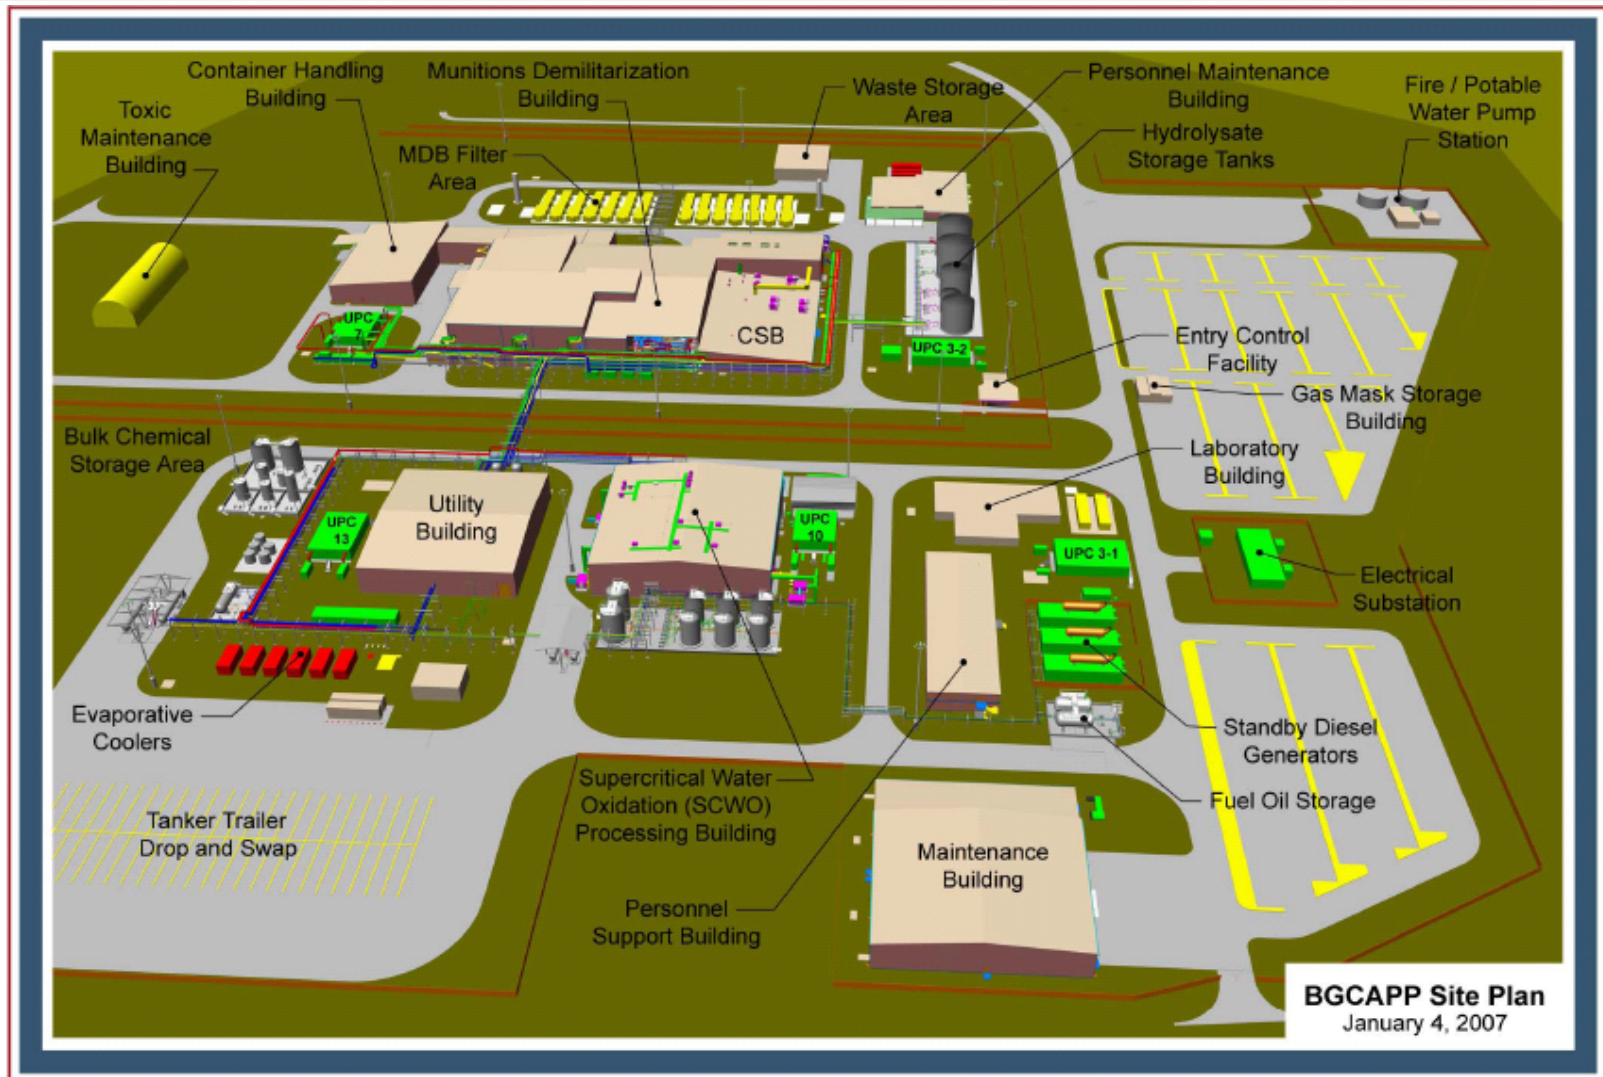 Container Handling
Building
Munitions Demilitarization
Building
Waste Storage
Area
Personnel Maintenance
Building
Fire / Potable
Water Pump
Station
Toxic
Maintenance
Building
MDB Filter
Area
Hydrolysate
Storage Tanks
UPC
7
CSB
UPC 3-2
Entry Control
Facility
Gas Mask Storage
Building
Bulk Chemical
Storage Area
Laboratory
Building
Utility
Building
UPC
13
UPC
10
UPC 3-1
Electrical
Substation
Evaporative
Coolers
Standby Diesel
Generators
Supercritical Water
Oxidation (SCWO)
Processing Building
Fuel Oil Storage
Tanker Trailer
Drop and Swap
Maintenance
Building
Personnel
Support Building
BGCAPP Site Plan
January 4, 2007